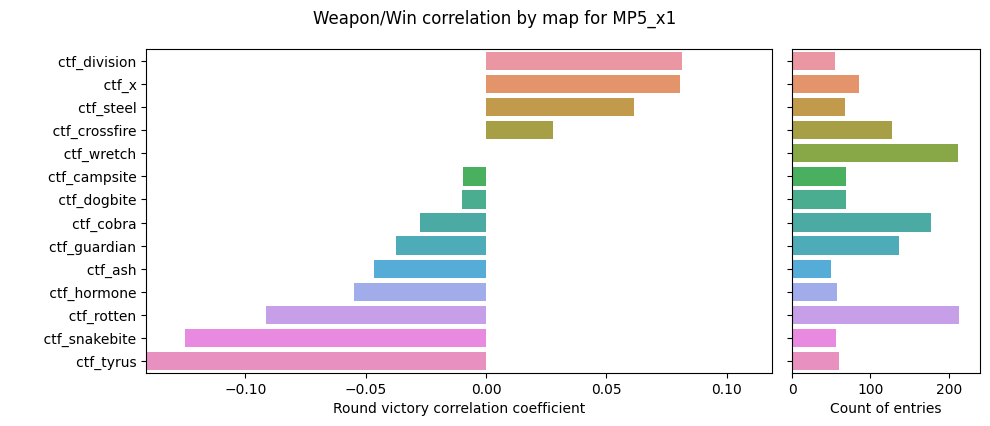 Weapon/Win correlation by map for MP5_x1
ctf_division
ctf_x
ctf_steel
ctf_crossfire
ctf_wretch
ctf_campsite
ctf_dogbite
ctf_cobra
ctf_guardian
ctf_ash
ctf_hormone
ctf_rotten
ctf_snakebite
ctf_tyrus
−0.10 −0.05 0.00 0.05 0.10
Round victory correlation coefficient
0 100 200
Count of entries